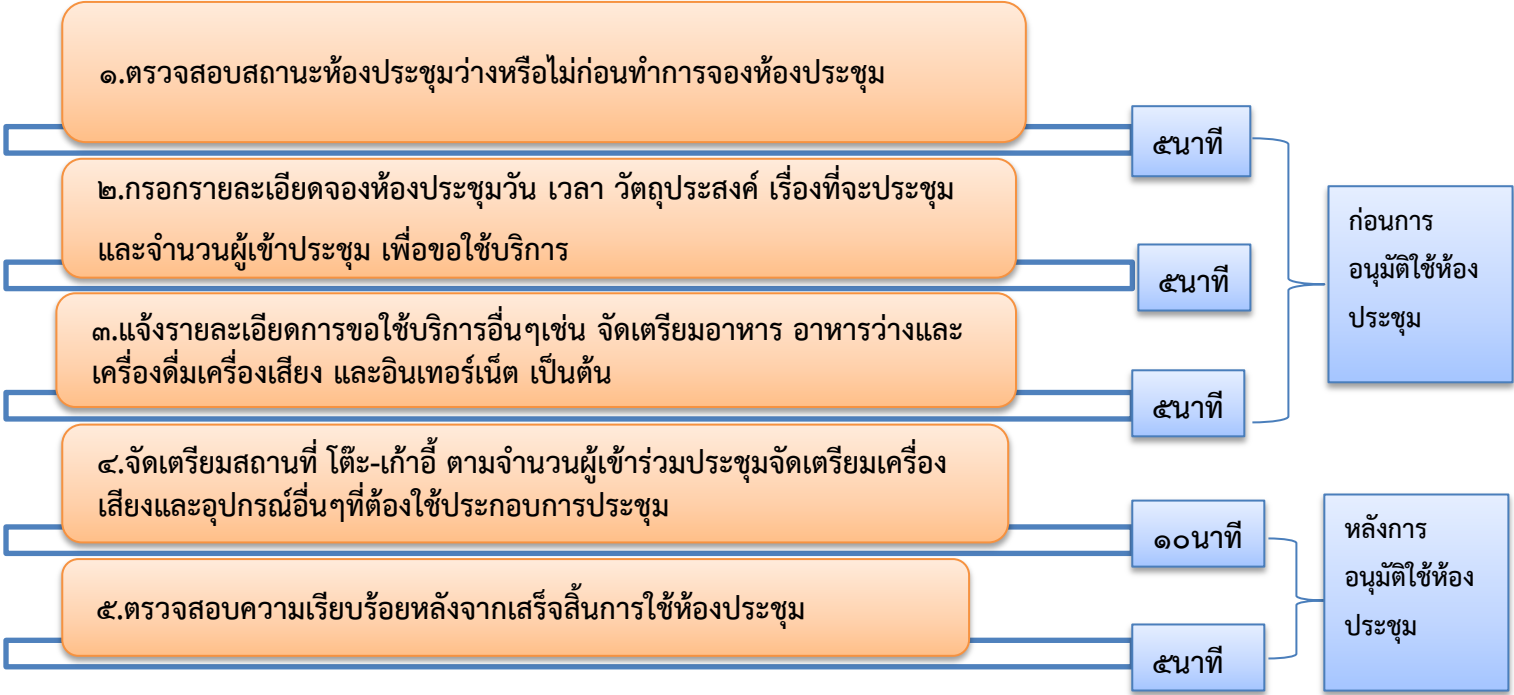 ๑.ตรวจสอบสถานะห้องประชุมว่างหรือไม่ก่อนทำการจองห้องประชุม
๕นาที
๒.กรอกรายละเอียดจองห้องประชุมวัน เวลา วัตถุประสงค์ เรื่องที่จะประชุม
และจำนวนผู้เข้าประชุม เพื่อขอใช้บริการ
๕นาที
๓.แจ้งรายละเอียดการขอใช้บริการอื่นๆเช่น จัดเตรียมอาหาร อาหารว่างและ
เครื่องดื่มเครื่องเสียง และอินเทอร์เน็ต เป็นต้น
๕นาที
ก่อนการ
อนุมัติใช้ห้อง
ประชุม
๔.จัดเตรียมสถานที่ โต๊ะ-เก้าอี้ ตามจำนวนผู้เข้าร่วมประชุมจัดเตรียมเครื่อง
เสียงและอุปกรณ์อื่นๆที่ต้องใช้ประกอบการประชุม
๑๐นาที
๕.ตรวจสอบความเรียบร้อยหลังจากเสร็จสิ้นการใช้ห้องประชุม
๕นาที
หลังการ
อนุมัติใช้ห้อง
ประชุม